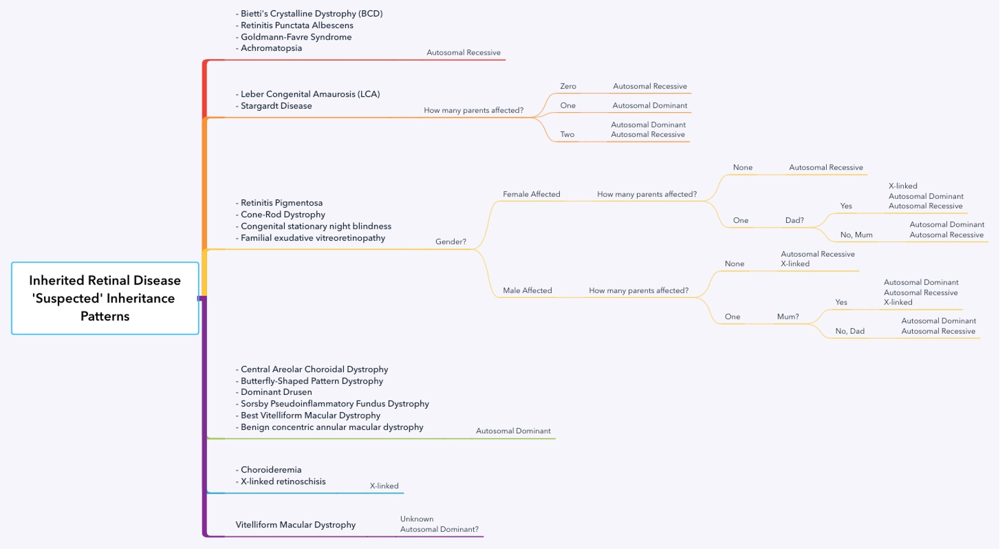 Inherited Retinal Disease
'Suspected' Inheritance
Patterns
- Bietti's Crystalline Dystrophy (BCD)
- Retinitis Punctata Albescens
- Goldmann-Favre Syndrome
- Achromatopsia
Autosomal Recessive
- Leber Congenital Amaurosis (LCA)
- Stargardt Disease
How many parents affected?
Zero
Autosomal Recessive
One
Autosomal Dominant
Two
Autosomal Dominant
Autosomal Recessive
- Retinitis Pigmentosa
- Cone-Rod Dystrophy
- Congenital stationary night blindness
- Familial exudative vitreoretinopathy
Gender?
Female Affected
How many parents affected?
None
Autosomal Recessive
One
Dad?
Yes
X-linked
Autosomal Dominant
Autosomal Recessive
No, Mum
Autosomal Dominant
Autosomal Recessive
Male Affected
How many parents affected?
None
Autosomal Recessive
X-linked
One
Mum?
Yes
Autosomal Dominant
Autosomal Recessive
X-linked
No, Dad
Autosomal Dominant
Autosomal Recessive
- Central Areolar Choroidal Dystrophy
- Butterfly-Shaped Pattern Dystrophy
- Dominant Drusen
- Sorsby Pseudoinflammatory Fundus Dystrophy
- Best Vitelliform Macular Dystrophy
- Benign concentric annular macular dystrophy
Autosomal Dominant
- Choroideremia
- X-linked retinoschisis
X-linked
Vitelliform Macular Dystrophy
Unknown
Autosomal Dominant?